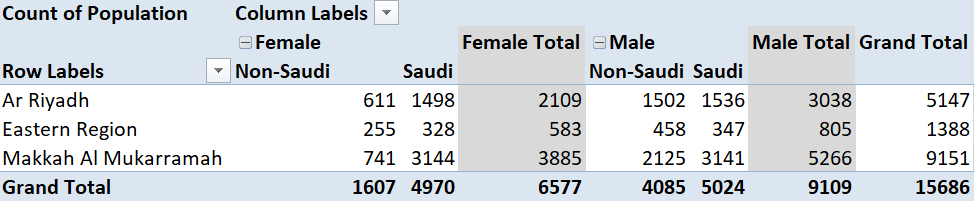 Count of Population Column Labels
Female Female Total Male Male Total Grand Total
Row Labels Non-Saudi Saudi Non-Saudi Saudi
Ar Riyadh 611 1498 2109 1502 1536 3038 5147
Eastern Region 255 328 583 458 347 805 1388
Makkah Al Mukarramah 741 3144 3885 2125 3141 5266 9151
Grand Total 1607 4970 6577 4085 5024 9109 15686